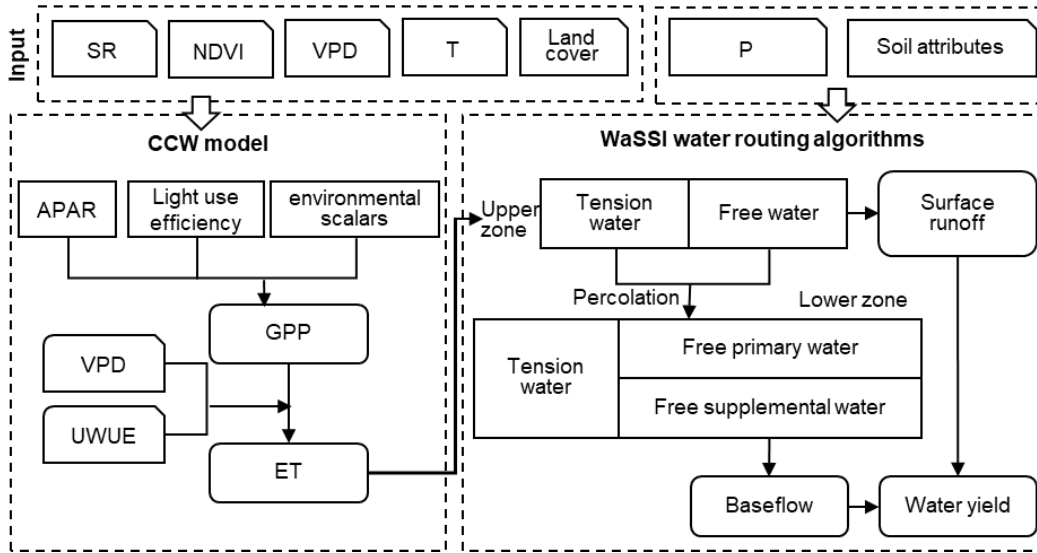 Input
SR
NDVI
VPD
T
Land
cover
P
Soil attributes
CCW model
APAR
Light use
efficiency
environmental
scalars
GPP
VPD
UWUE
ET
WaSSI water routing algorithms
Upper
zone
Tension
water
Free water
Surface
runoff
Percolation
Lower zone
Tension
water
Free primary water
Free supplemental water
Baseflow
Water yield